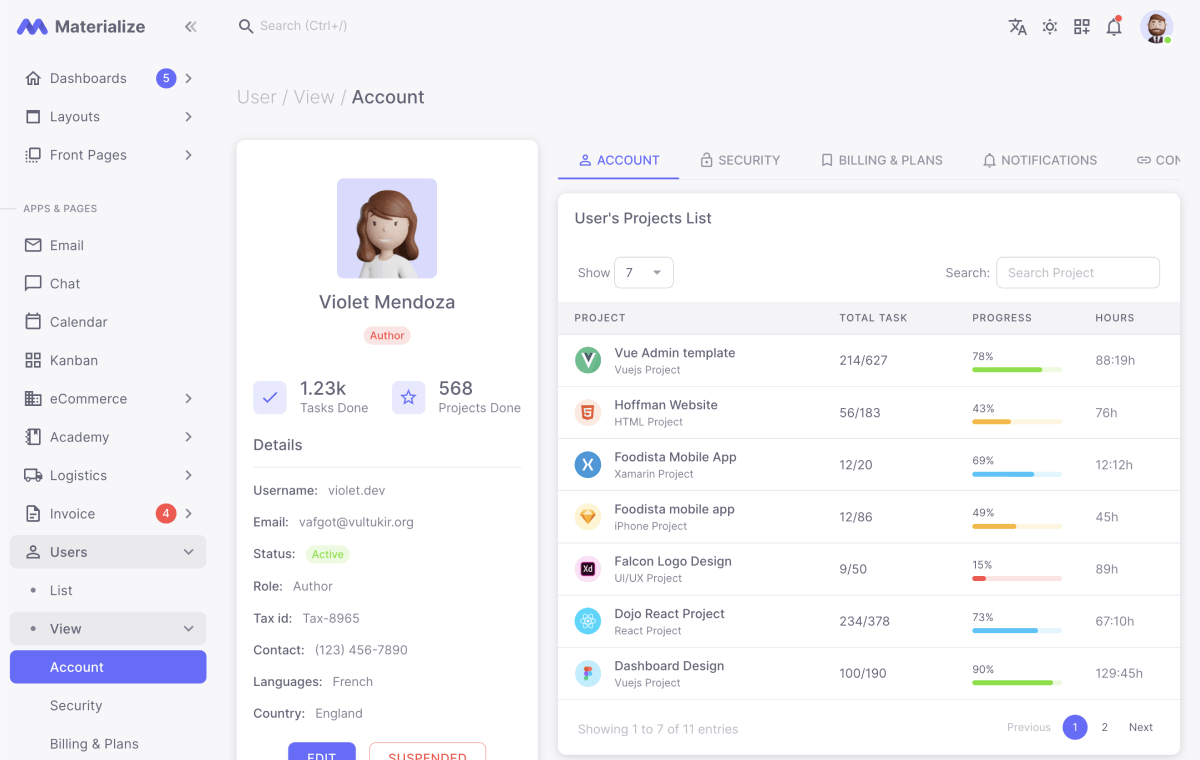 Materialize
Search (Ctrl+/)
Dashboards 5
Layouts
Front Pages
APPS & PAGES
Email
Chat
Calendar
Kanban
eCommerce
Academy
Logistics
Invoice 4
Users
List
View
Account
Security
Billing & Plans
User / View / Account
Violet Mendoza
Author
1.23k
Tasks Done
568
Projects Done
Details
Username: violet.dev
Email: vafgot@vultukir.org
Status: Active
Role: Author
Tax id: Tax-8965
Contact: (123) 456-7890
Languages: French
Country: England
EDIT SUSPENDED
ACCOUNT SECURITY BILLING & PLANS NOTIFICATIONS
User's Projects List
Show 7 Search: Search Project
PROJECT TOTAL TASK PROGRESS HOURS
Vue Admin template
Vuejs Project
214/627 78% 88:19h
Hoffman Website
HTML Project
56/183 43% 76h
Foodista Mobile App
Xamarin Project
12/20 69% 12:12h
Foodista mobile app
iPhone Project
12/86 49% 45h
Falcon Logo Design
UI/UX Project
Xd
9/50 15% 89h
Dojo React Project
React Project
234/378 73% 67:10h
Dashboard Design
Vuejs Project
100/190 90% 129:45h
Showing 1 to 7 of 11 entries
Previous 1 2 Next